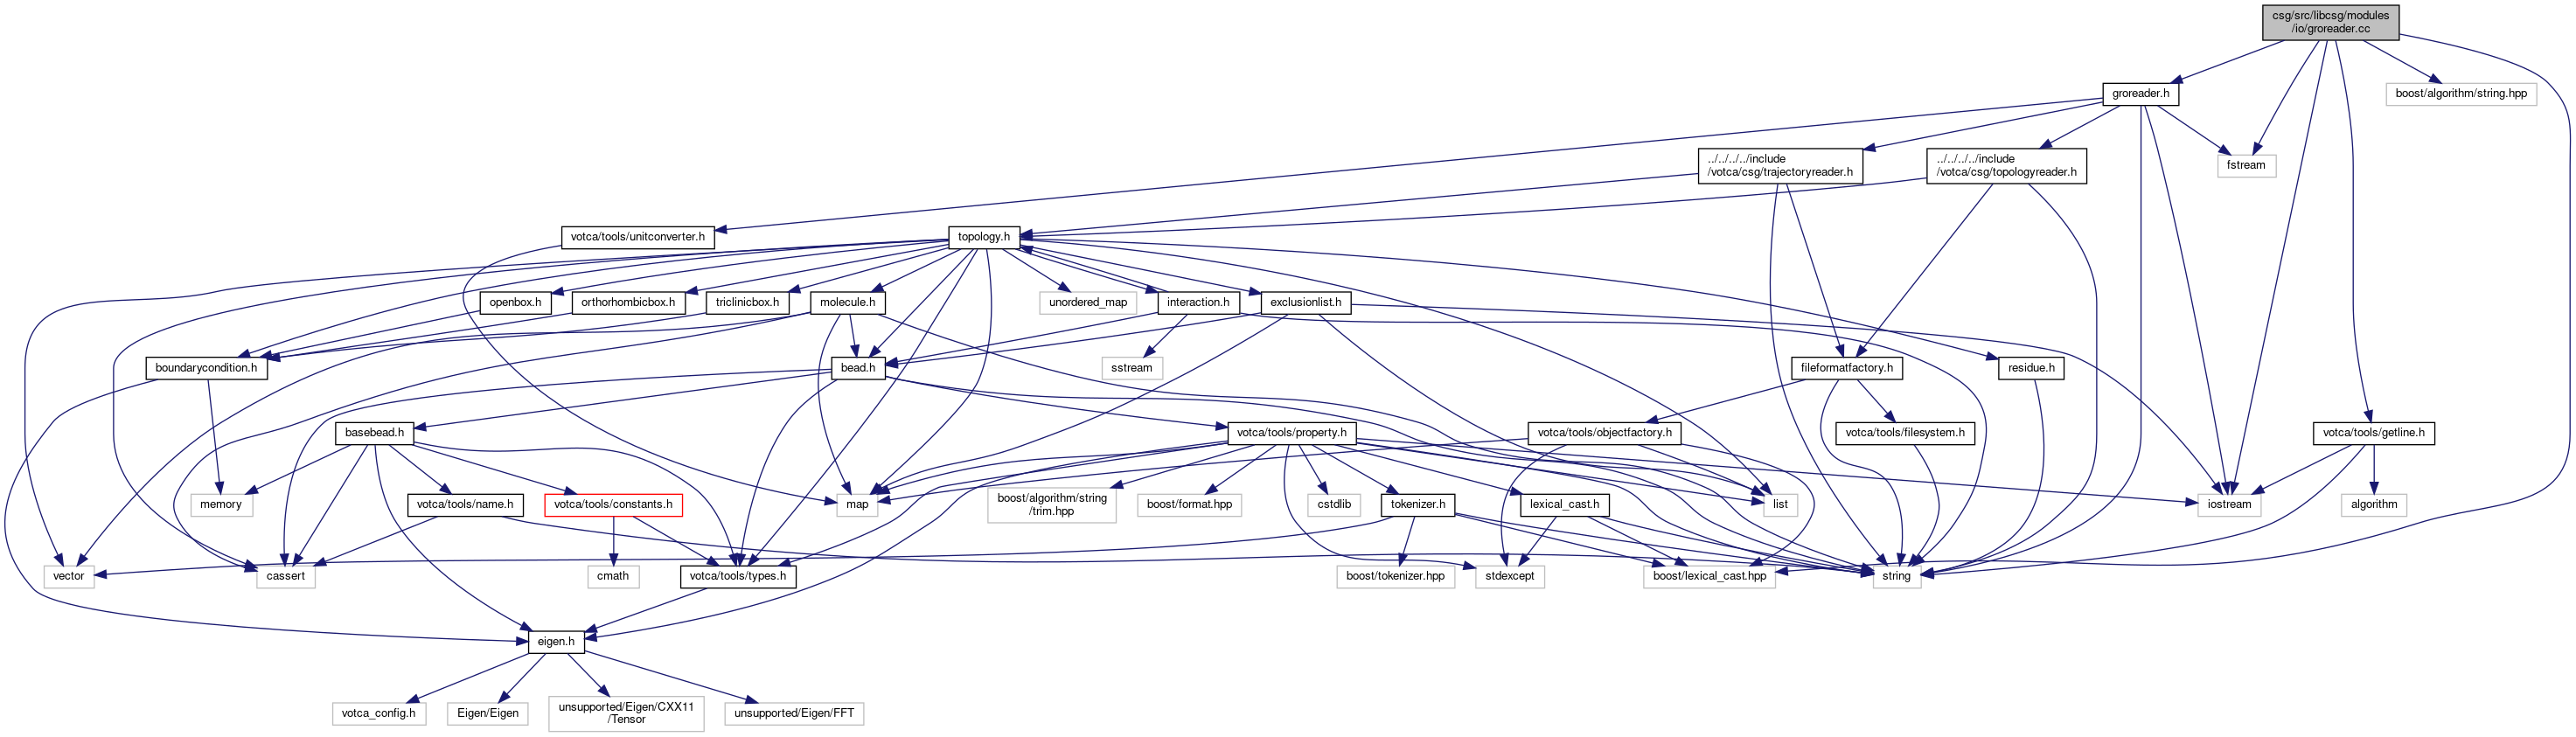 csg/src/libcsg/modules
/io/groreader.cc
groreader.h
boost/algorithm/string.hpp
../../../../include
/votca/csg/trajectoryreader.h
../../../../include
/votca/csg/topologyreader.h
fstream
votca/tools/unitconverter.h
topology.h
openbox.h
orthorhombicbox.h
triclinicbox.h
molecule.h
unordered_map
interaction.h
exclusionlist.h
boundarycondition.h
bead.h
sstream
fileformatfactory.h
residue.h
basebead.h
votca/tools/property.h
votca/tools/objectfactory.h
votca/tools/filesystem.h
votca/tools/getline.h
memory
votca/tools/name.h
votca/tools/constants.h
map
boost/algorithm/string
/trim.hpp
boost/format.hpp
cstdlib
tokenizer.h
lexical_cast.h
list
iostream
algorithm
vector
cassert
cmath
votca/tools/types.h
boost/tokenizer.hpp
stdexcept
boost/lexical_cast.hpp
string
eigen.h
votca_config.h
Eigen/Eigen
unsupported/Eigen/CXX11
/Tensor
unsupported/Eigen/FFT